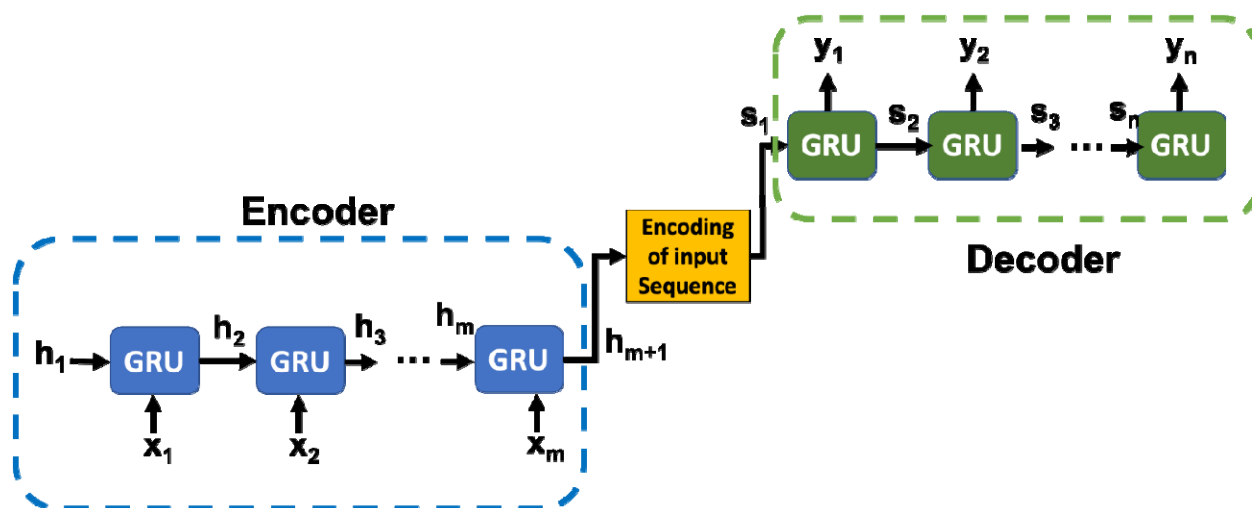 y₁ y₂ yₙ
s₁ s₂ s₃ sₙ
GRU GRU ... GRU
Encoder
Encoding
of input
Sequence
Decoder
h₁ h₂ h₃ hₘ hₘ₊₁
GRU GRU ... GRU
x₁ x₂ xₘ